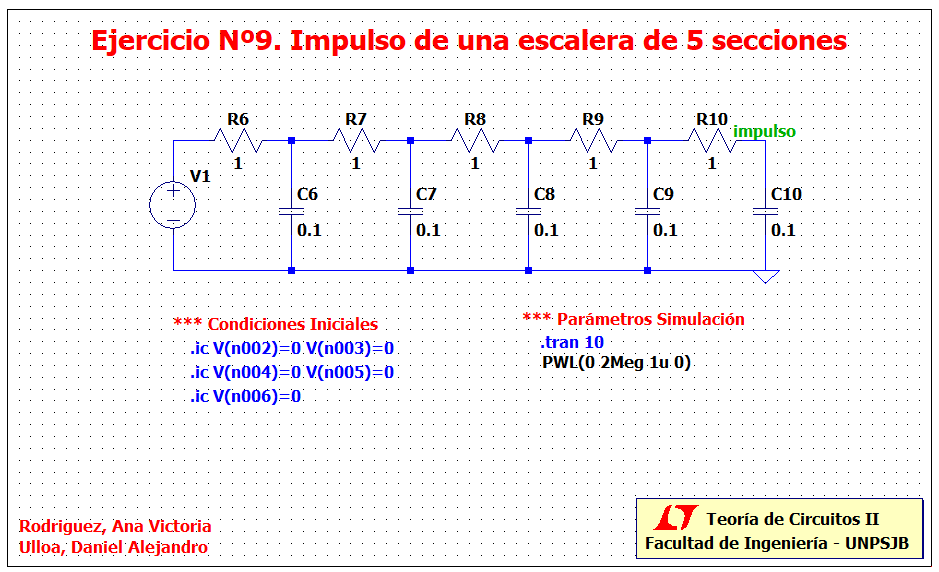 Ejercicio Nº9. Impulso de una escalera de 5 secciones
R6 R7 R8 R9 R10 impulso
1 1 1 1 1
V1
C6 C7 C8 C9 C10
0.1 0.1 0.1 0.1 0.1
*** Condiciones Iniciales
.ic V(n002)=0 V(n003)=0
.ic V(n004)=0 V(n005)=0
.ic V(n006)=0
*** Parámetros Simulación
.tran 10
PWL(0 2Meg 1u 0)
Rodriguez, Ana Victoria
Ulloa, Daniel Alejandro
Teoría de Circuitos II
Facultad de Ingeniería - UNPSJB